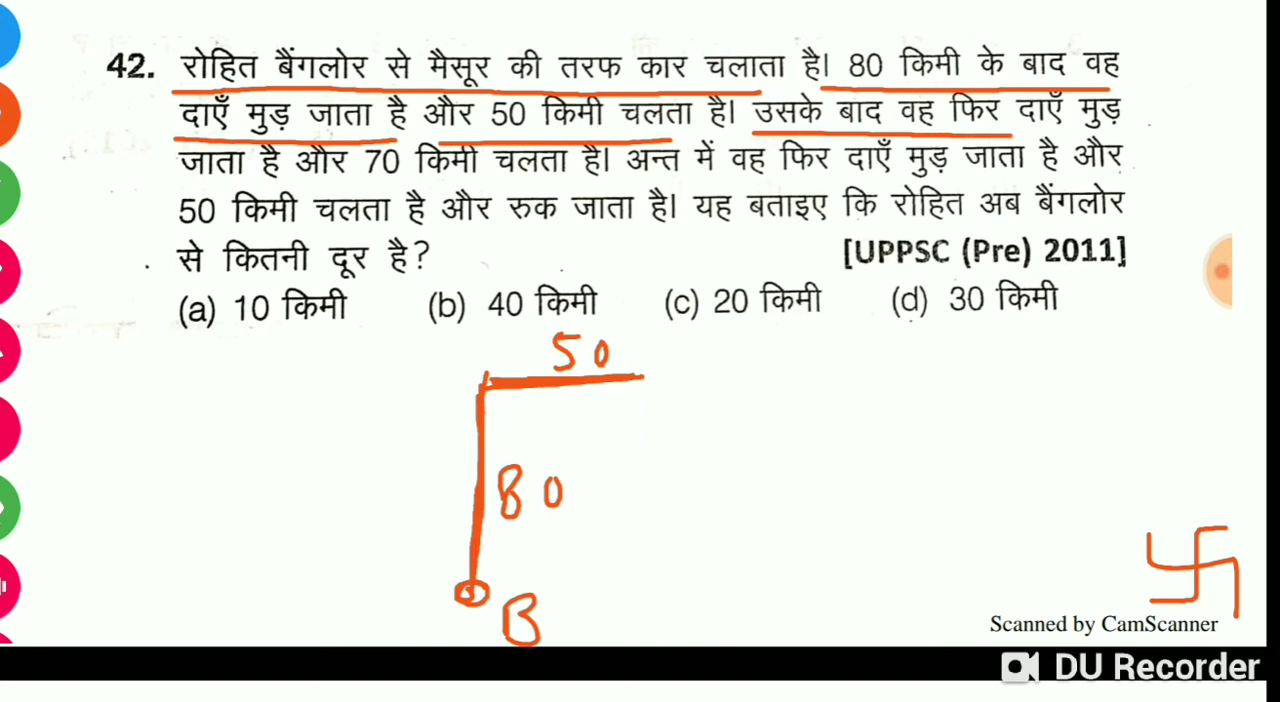 42. रोहित बैंगलोर से मैसूर की तरफ कार चलाता है। 80 किमी के बाद वह
दाएँ मुड़ जाता है और 50 किमी चलता है। उसके बाद वह फिर दाएँ मुड़
जाता है और 70 किमी चलता है। अन्त में वह फिर दाएँ मुड़ जाता है और
50 किमी चलता है और रुक जाता है। यह बताइए कि रोहित अब बैंगलोर
से कितनी दूर है? [UPPSC (Pre) 2011]
(a) 10 किमी (b) 40 किमी (c) 20 किमी (d) 30 किमी
50
80
B
Scanned by CamScanner
DU Recorder